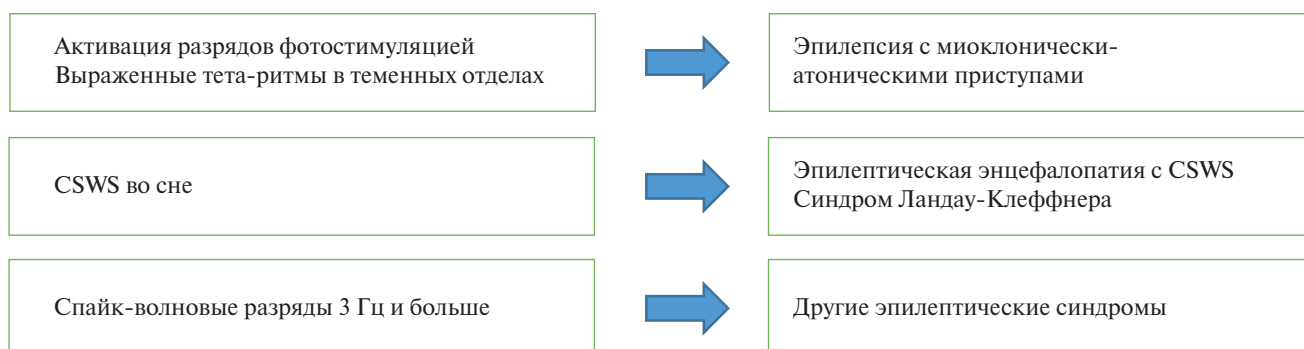 Активация разрядов фотостимуляцией
Выраженные тета-ритмы в теменных отделах
Эпилепсия с миоклонически-
атоническими приступами
CSWS во сне
Эпилептическая энцефалопатия с CSWS
Синдром Ландау-Клеффнера
Спайк-волновые разряды 3 Гц и больше
Другие эпилептические синдромы